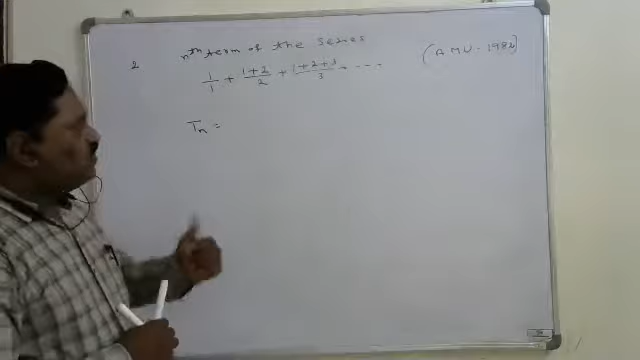 2 nth term of the series (AMU - 1982)
1/1 + 1+2/2 + 1+2+3/3 + - - - -
Tn =